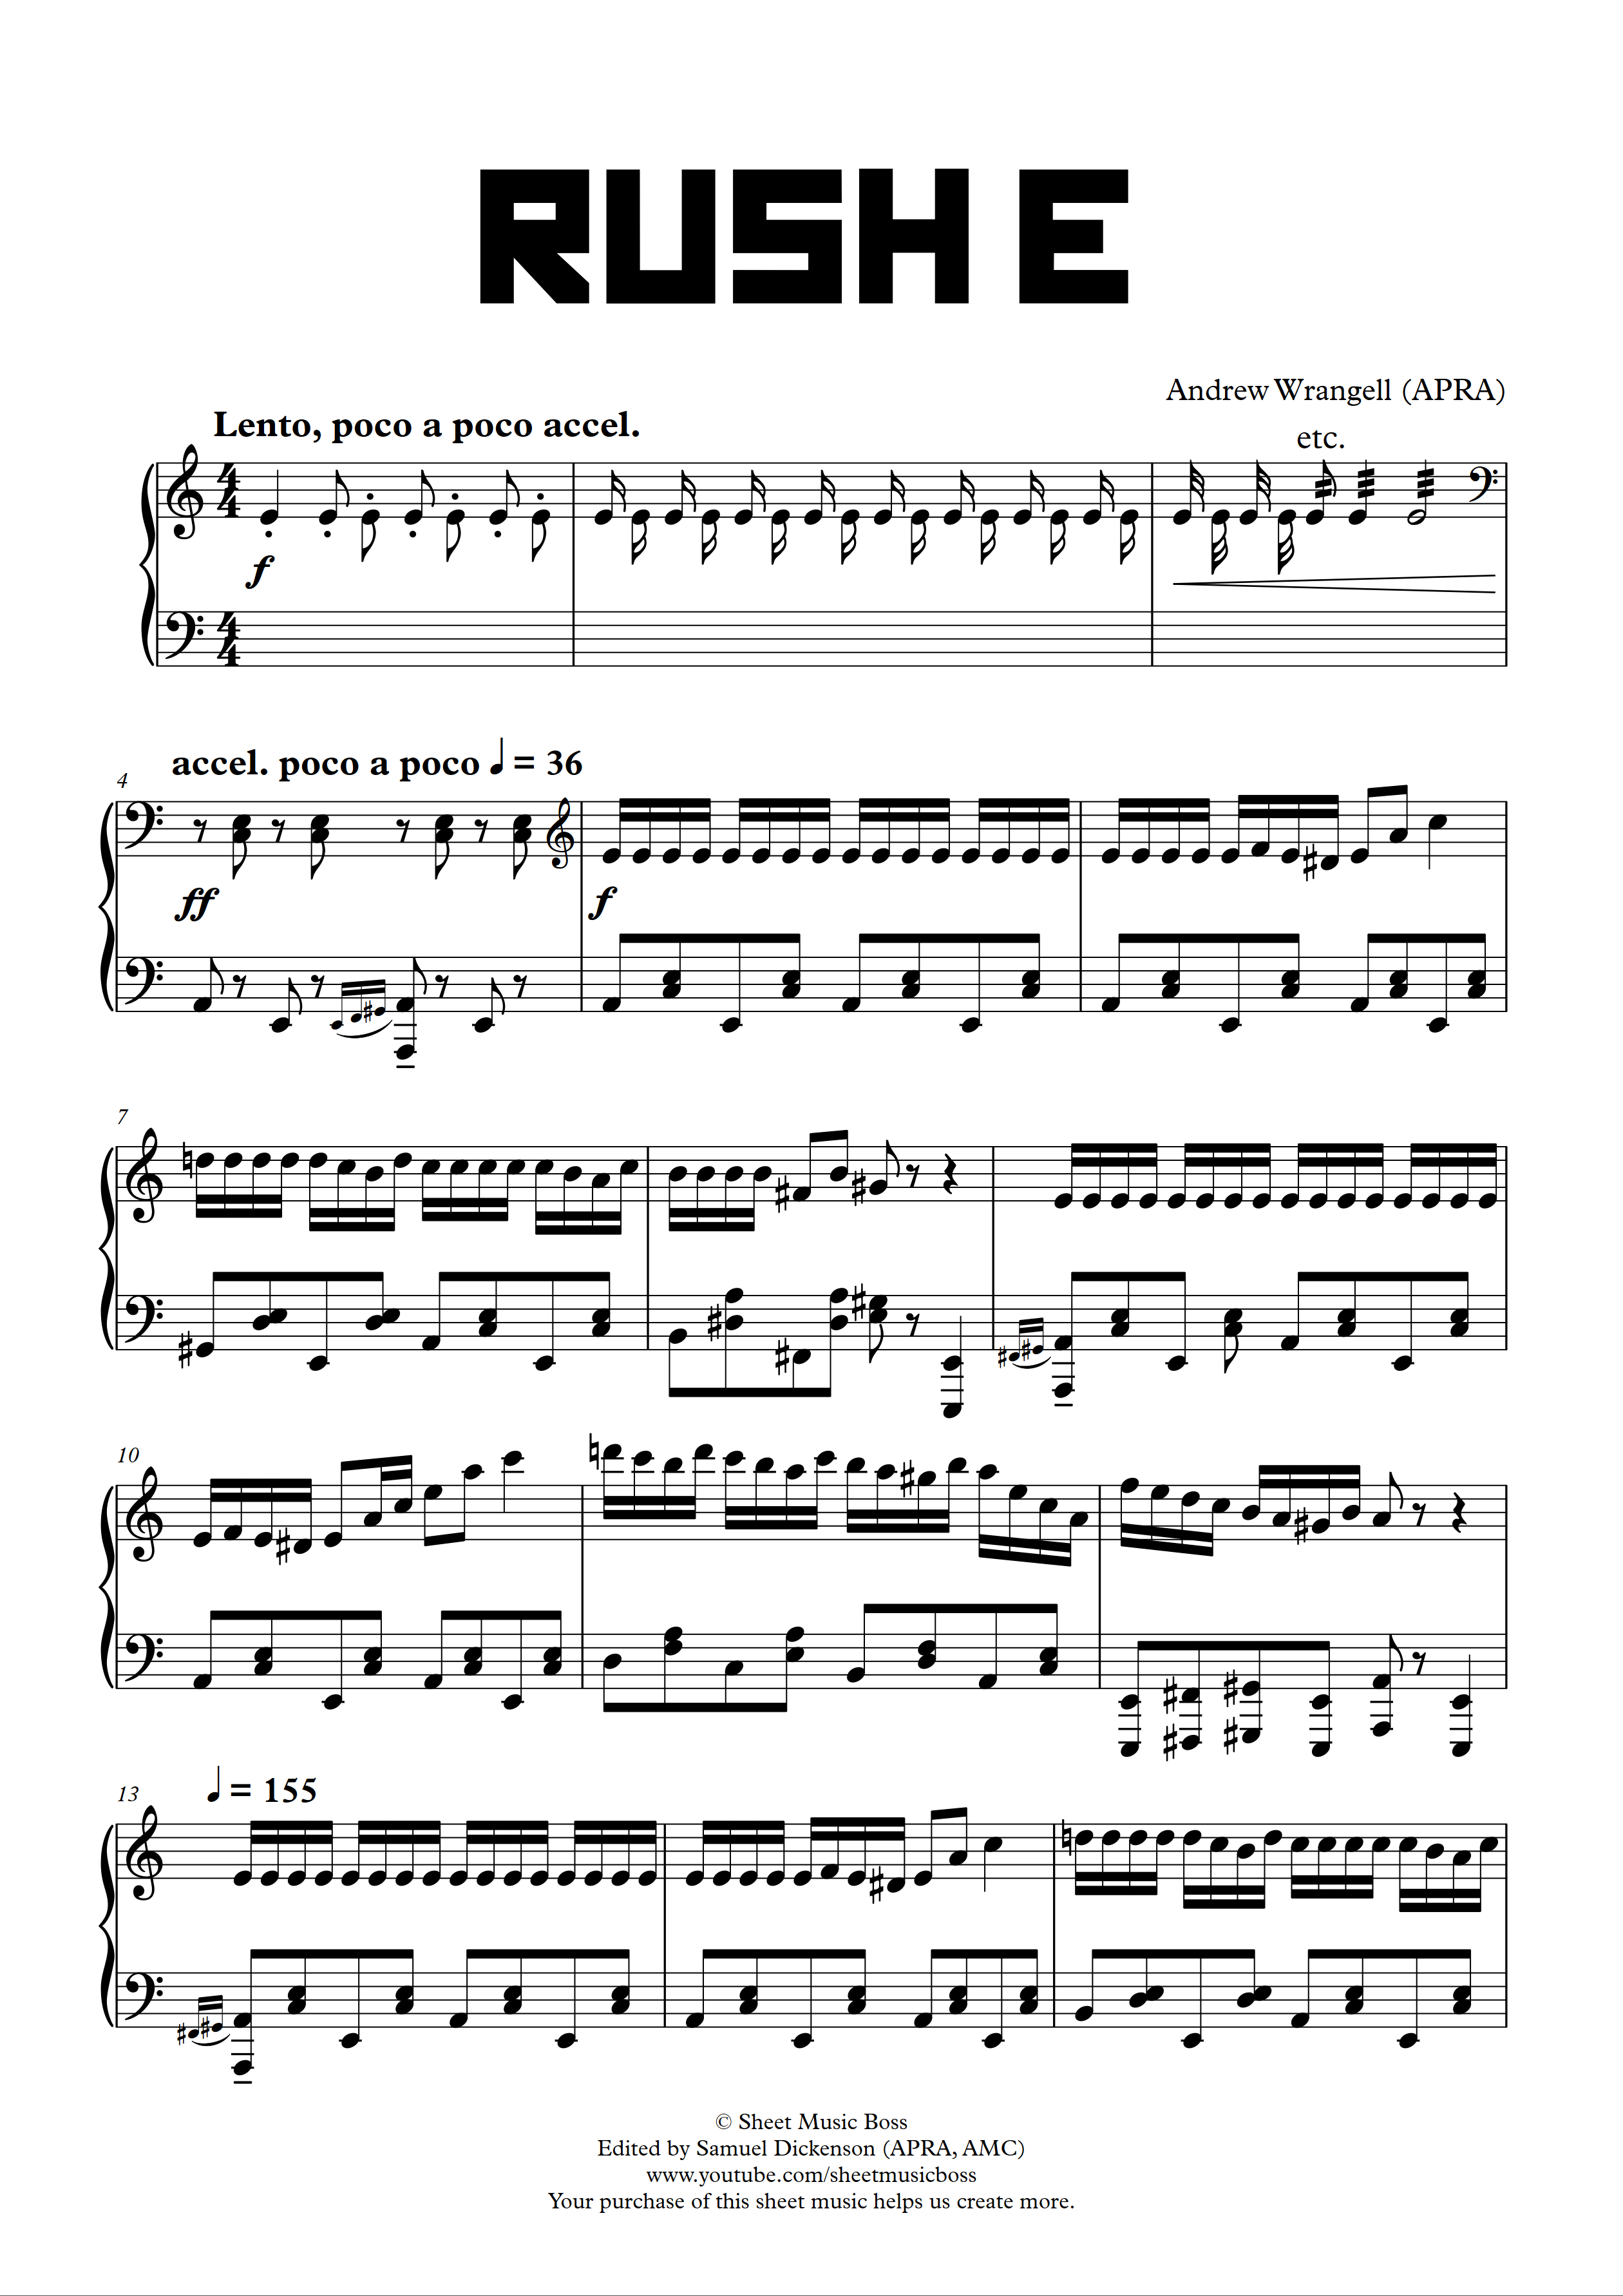 RUSH E
Andrew Wrangell (APRA)
Lento, poco a poco accel.
etc.
4
4
f
4
4
accel. poco a poco ♩ = 36
4
ff
f
7
10
13
♩ = 155
© Sheet Music Boss
Edited by Samuel Dickenson (APRA, AMC)
www.youtube.com/sheetmusicboss
Your purchase of this sheet music helps us create more.